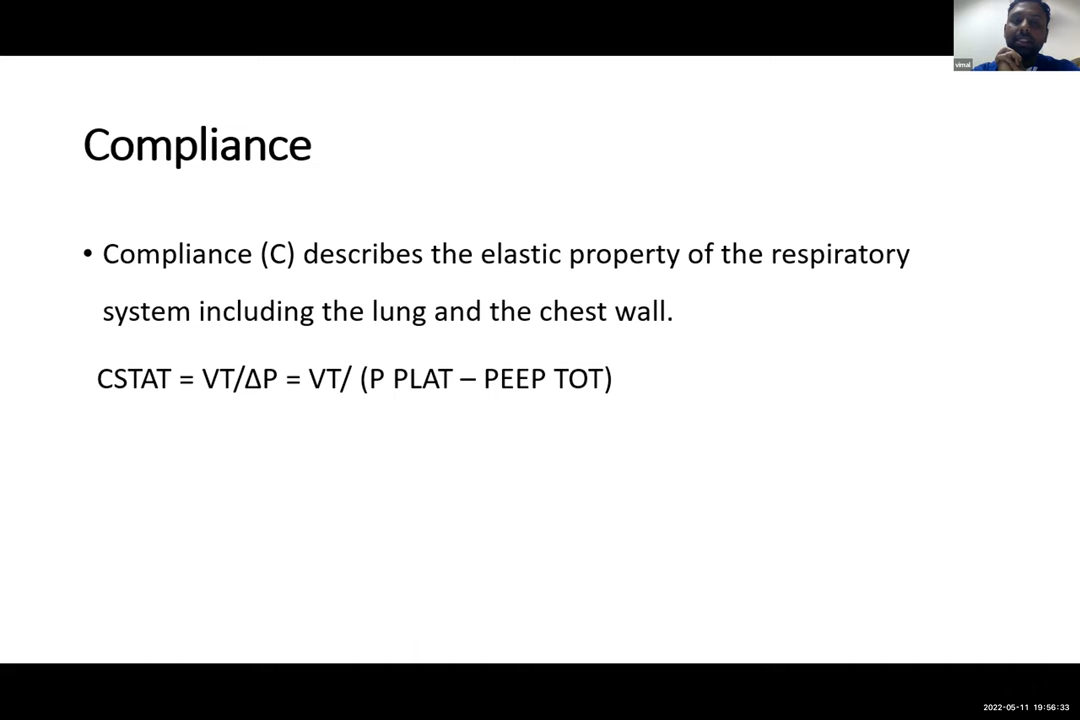 vimal
Compliance
• Compliance (C) describes the elastic property of the respiratory
system including the lung and the chest wall.
CSTAT = VT/ΔP = VT/ (P PLAT – PEEP TOT)
2022-05-11 19:56:33